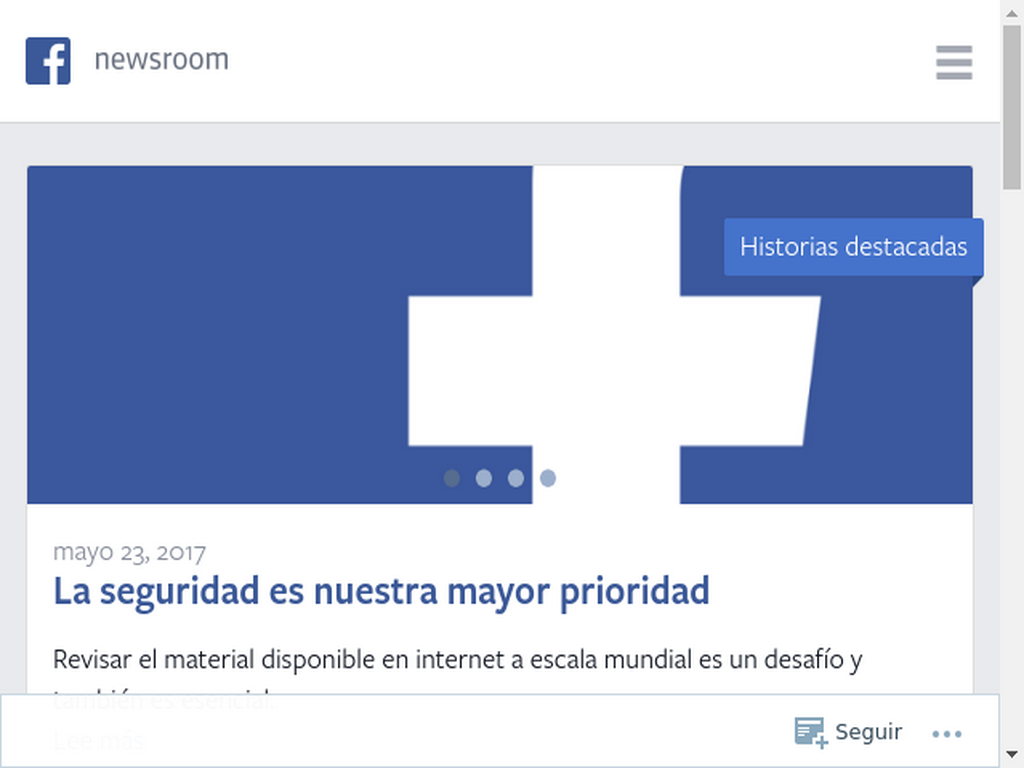 newsroom
Historias destacadas
mayo 23, 2017
La seguridad es nuestra mayor prioridad
Revisar el material disponible en internet a escala mundial es un desafío y
también es esencial.
Lee más
Seguir